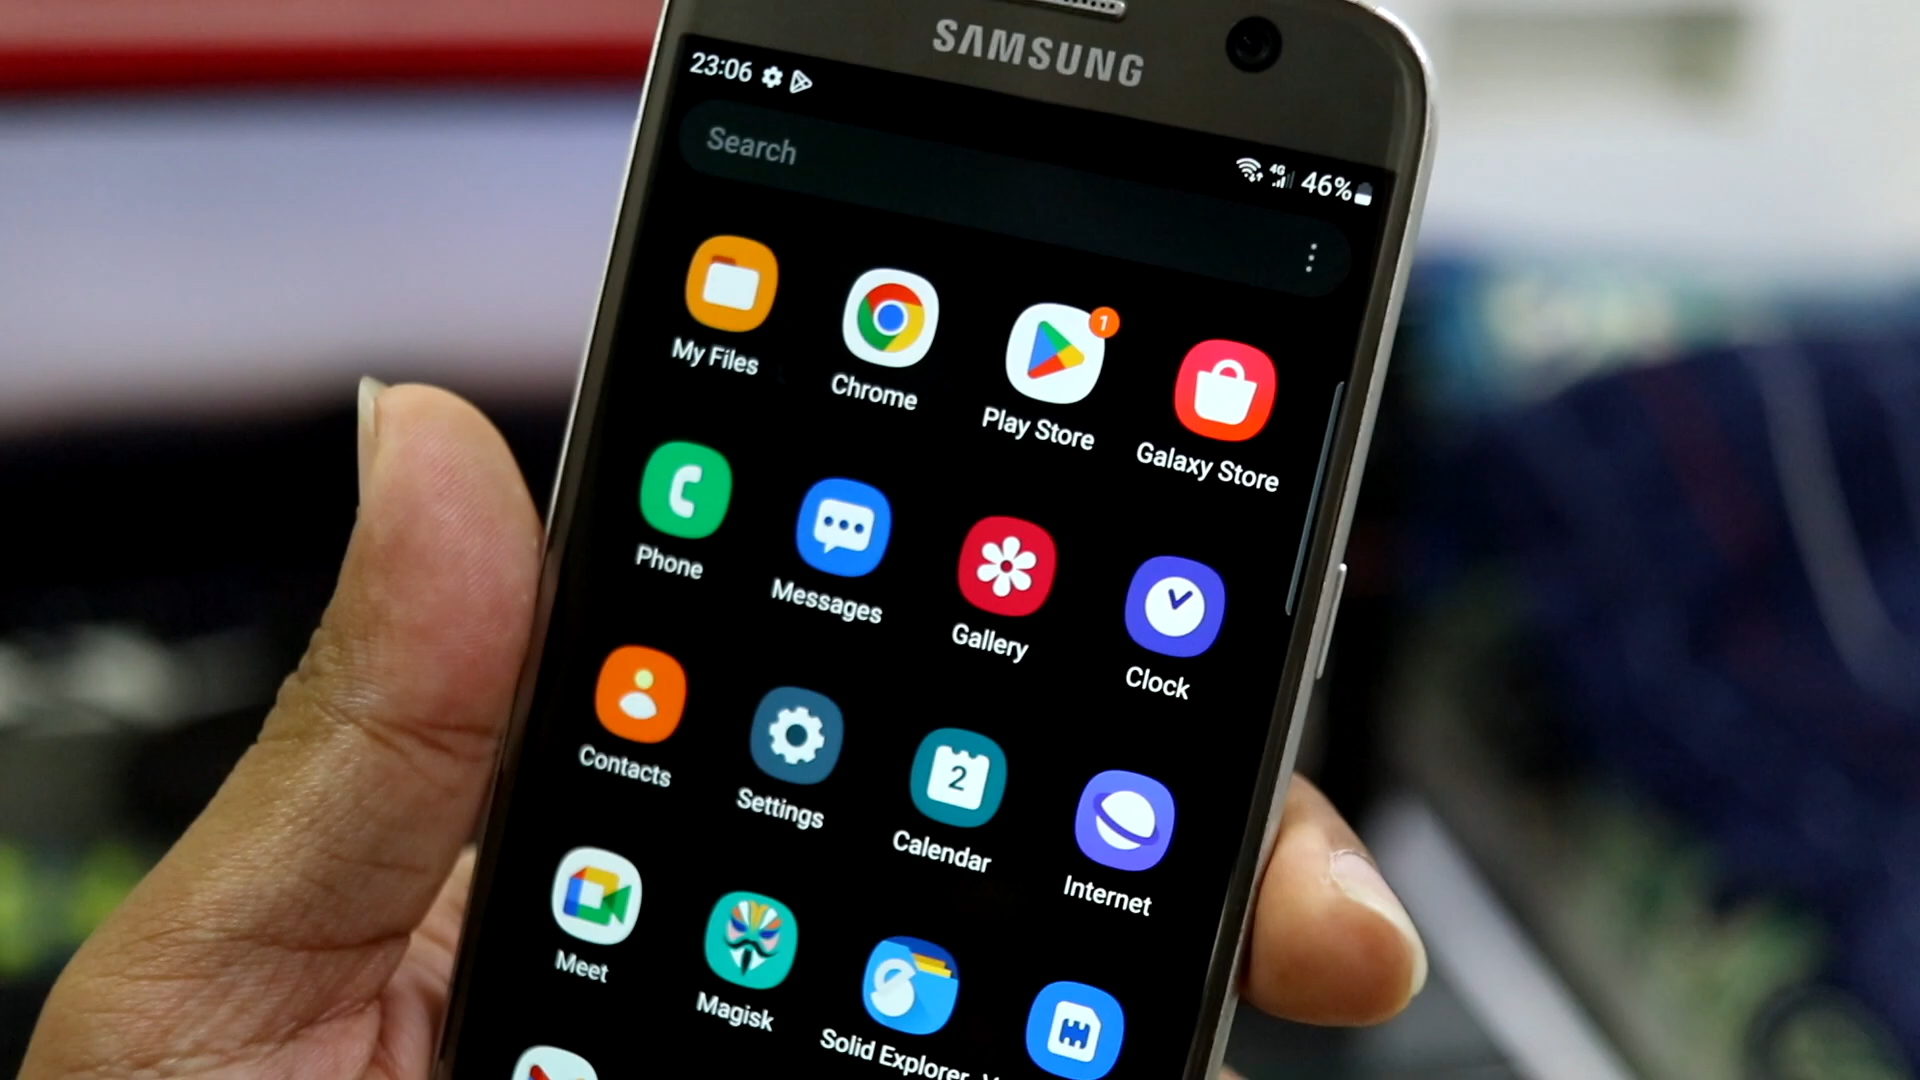 SAMSUNG
23:06
4G 46%
Search
My Files
Chrome
1
Play Store
Galaxy Store
Phone
Messages
Gallery
Clock
Contacts
Settings
2
Calendar
Internet
Meet
Magisk
Solid Explorer